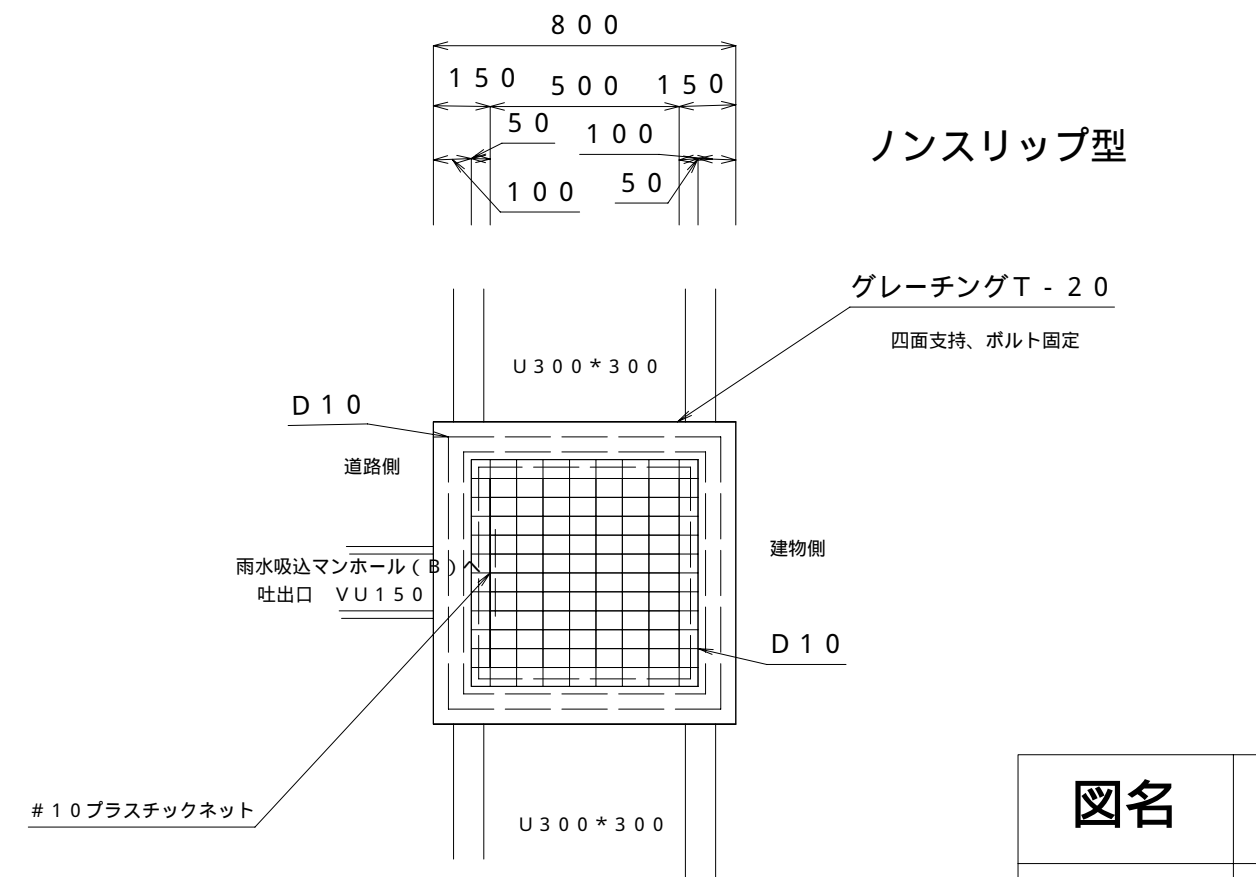 ８００
１５０　５００　１５０
５０　１００
１００　５０
ノンスリップ型
グレーチングＴ－２０
四面支持、ボルト固定
Ｕ３００＊３００
Ｄ１０
道路側
建物側
雨水吸込マンホール（Ｂ）へ
吐出口　ＶＵ１５０
Ｄ１０
＃１０プラスチックネット
Ｕ３００＊３００
図名